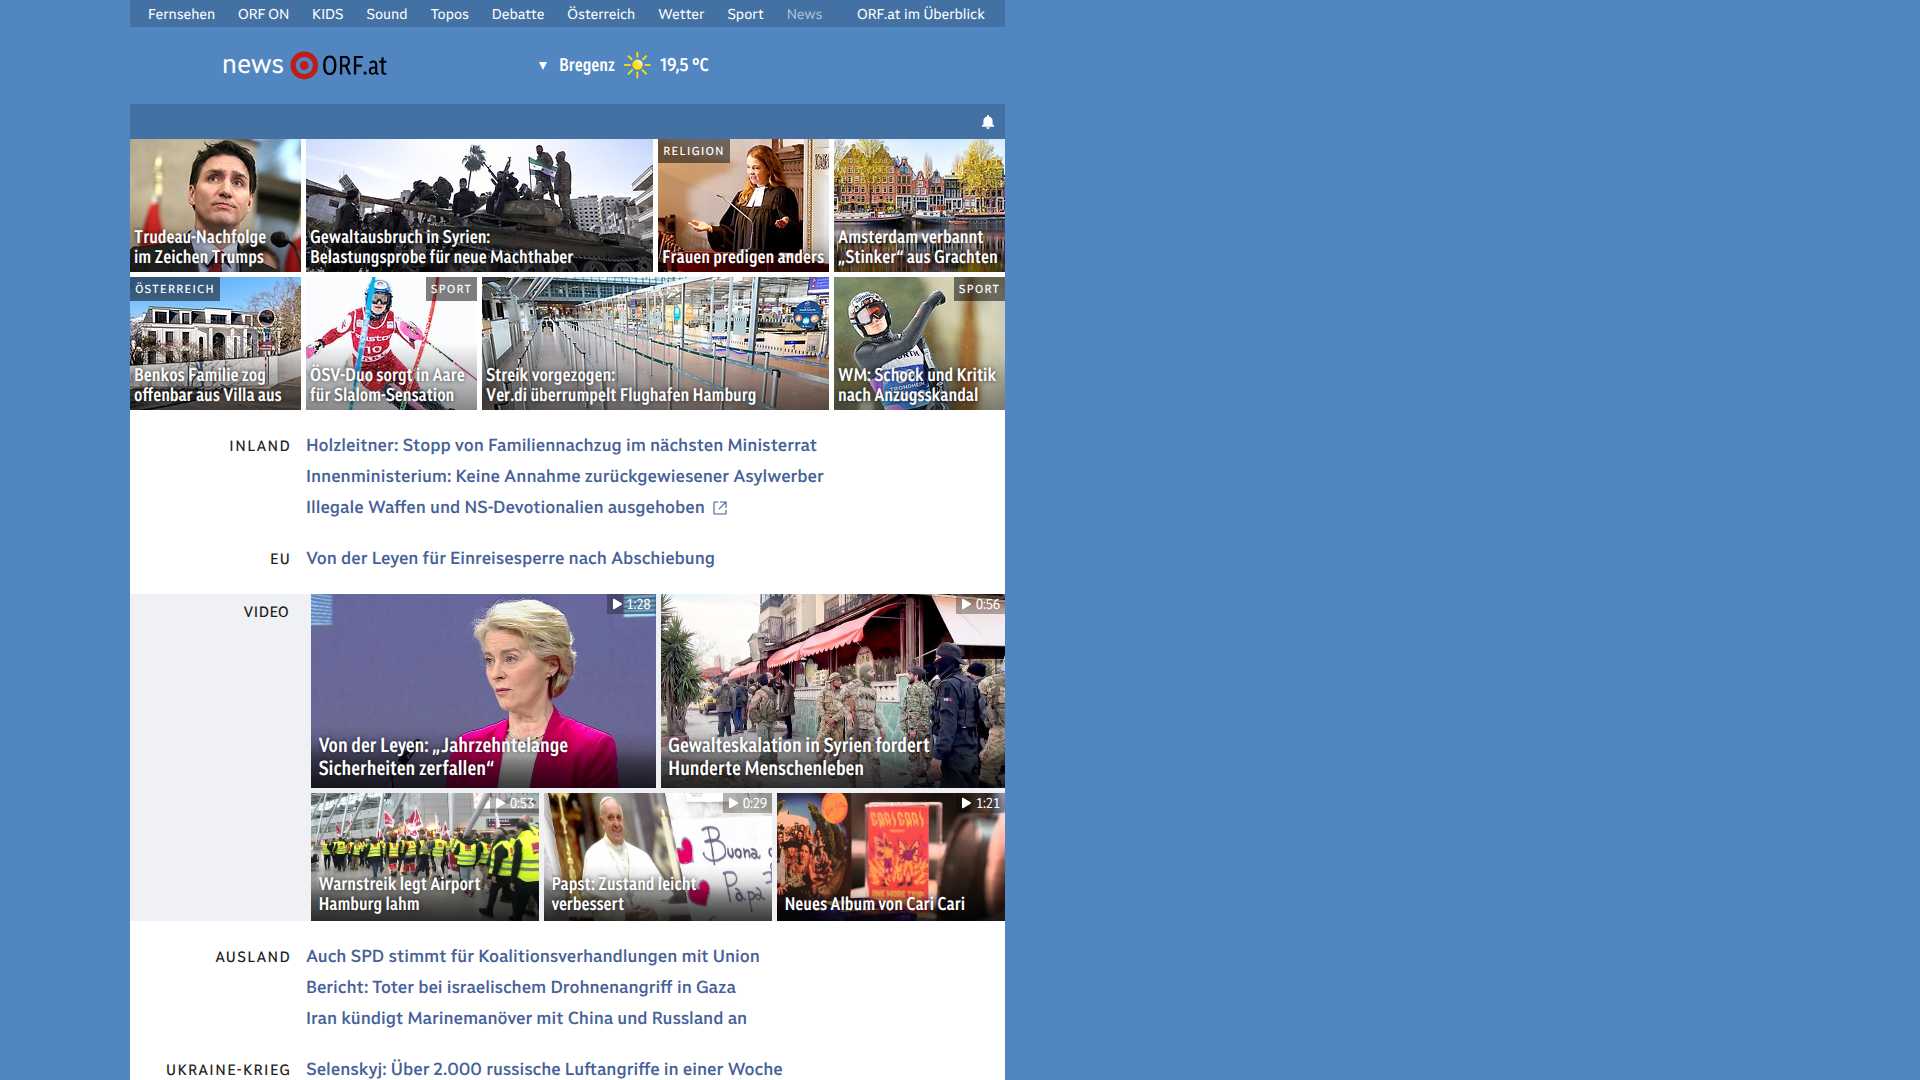 Fernsehen ORF ON KIDS Sound Topos Debatte Österreich Wetter Sport News ORF.at im Überblick
news ORF.at
Bregenz 19,5 °C
Trudeau-Nachfolge
im Zeichen Trumps
Gewaltausbruch in Syrien:
Belastungsprobe für neue Machthaber
RELIGION
Frauen predigen anders
Amsterdam verbannt
„Stinker“ aus Grachten
ÖSTERREICH
Benkos Familie zog
offenbar aus Villa aus
SPORT
ÖSV-Duo sorgt in Aare
für Slalom-Sensation
Streik vorgezogen:
Ver.di überrumpelt Flughafen Hamburg
SPORT
WM: Schock und Kritik
nach Anzugsskandal
INLAND
Holzleitner: Stopp von Familiennachzug im nächsten Ministerrat
Innenministerium: Keine Annahme zurückgewiesener Asylwerber
Illegale Waffen und NS-Devotionalien ausgehoben
EU
Von der Leyen für Einreisesperre nach Abschiebung
VIDEO
1:28
Von der Leyen: „Jahrzehntelange
Sicherheiten zerfallen“
0:56
Gewalteskalation in Syrien fordert
Hunderte Menschenleben
0:53
Warnstreik legt Airport
Hamburg lahm
0:29
Buona
Papa
Papst: Zustand leicht
verbessert
1:21
CARI CARI
Neues Album von Cari Cari
AUSLAND
Auch SPD stimmt für Koalitionsverhandlungen mit Union
Bericht: Toter bei israelischem Drohnenangriff in Gaza
Iran kündigt Marinemanöver mit China und Russland an
UKRAINE-KRIEG
Selenskyj: Über 2.000 russische Luftangriffe in einer Woche